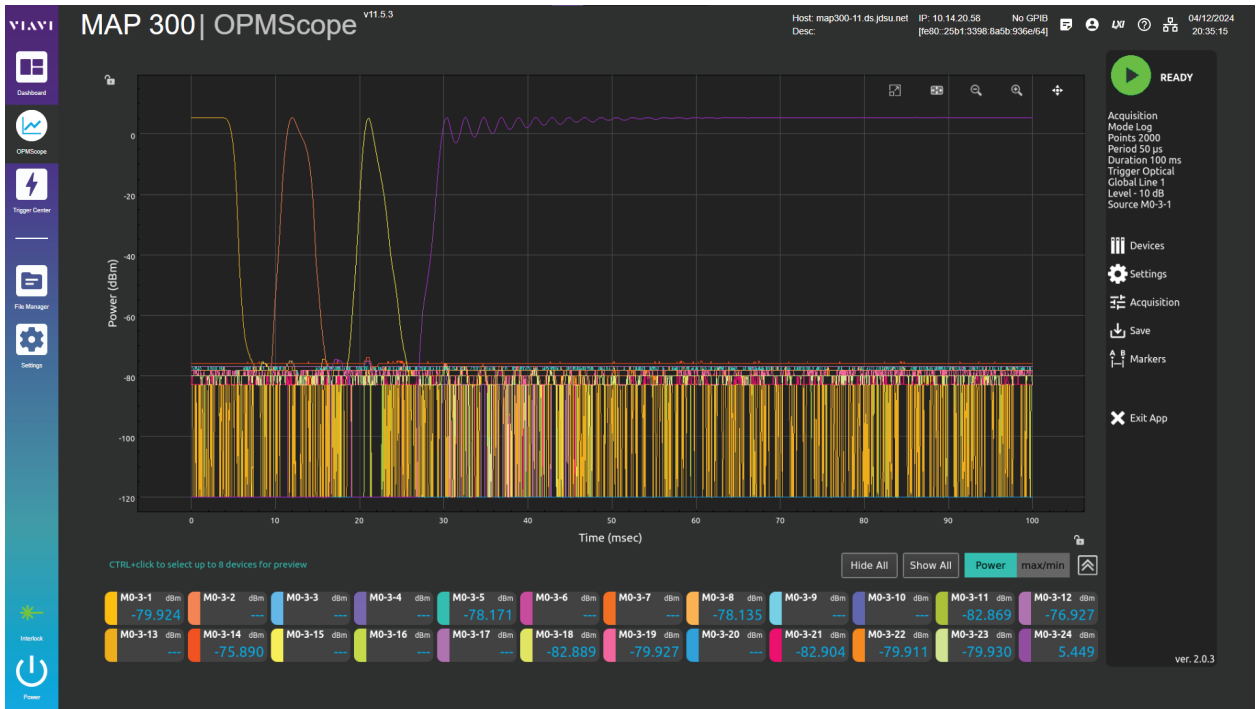 VIAVI
MAP 300| OPMScope v11.5.3
Host: map300-11.ds.jdsu.net IP: 10.14.20.58 No GPIB
Desc: [fe80::25b1:3398:8a5b:936e/64]
LXI
04/12/2024
20:35:15
Dashboard
OPMScope
Trigger Center
File Manager
Settings
Interlock
Power
READY
Acquisition
Mode Log
Points 2000
Period 50 µs
Duration 100 ms
Trigger Optical
Global Line 1
Level - 10 dB
Source M0-3-1
Devices
Settings
Acquisition
Save
A B
Markers
Exit App
ver. 2.0.3
Power (dBm)
0
-20
-40
-60
-80
-100
-120
0 10 20 30 40 50 60 70 80 90 100
Time (msec)
CTRL+click to select up to 8 devices for preview
Hide All Show All Power max/min
M0-3-1 dBm M0-3-2 dBm M0-3-3 dBm M0-3-4 dBm M0-3-5 dBm M0-3-6 dBm M0-3-7 dBm M0-3-8 dBm M0-3-9 dBm M0-3-10 dBm M0-3-11 dBm M0-3-12 dBm
-79.924 --- --- --- -78.171 --- --- -78.135 --- --- -82.869 -76.927
M0-3-13 dBm M0-3-14 dBm M0-3-15 dBm M0-3-16 dBm M0-3-17 dBm M0-3-18 dBm M0-3-19 dBm M0-3-20 dBm M0-3-21 dBm M0-3-22 dBm M0-3-23 dBm M0-3-24 dBm
--- -75.890 --- --- --- -82.889 -79.927 --- -82.904 -79.911 -79.930 5.449